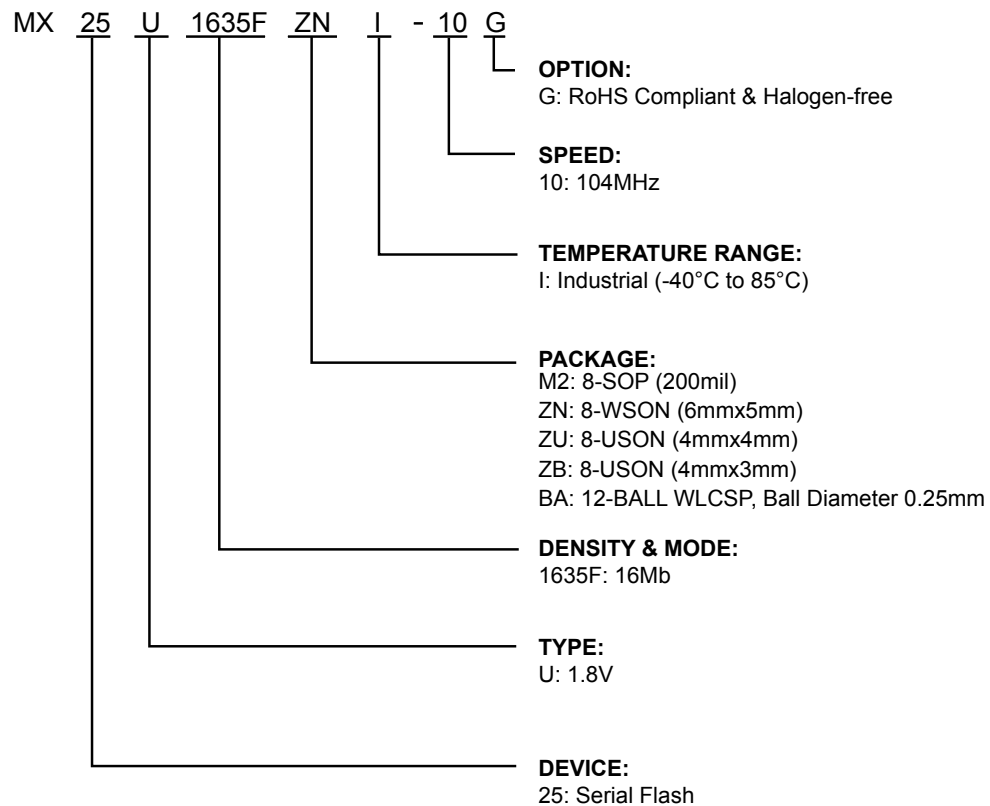 MX 25 U 1635F ZN I - 10 G
OPTION:
G: RoHS Compliant & Halogen-free
SPEED:
10: 104MHz
TEMPERATURE RANGE:
I: Industrial (-40°C to 85°C)
PACKAGE:
M2: 8-SOP (200mil)
ZN: 8-WSON (6mmx5mm)
ZU: 8-USON (4mmx4mm)
ZB: 8-USON (4mmx3mm)
BA: 12-BALL WLCSP, Ball Diameter 0.25mm
DENSITY & MODE:
1635F: 16Mb
TYPE:
U: 1.8V
DEVICE:
25: Serial Flash